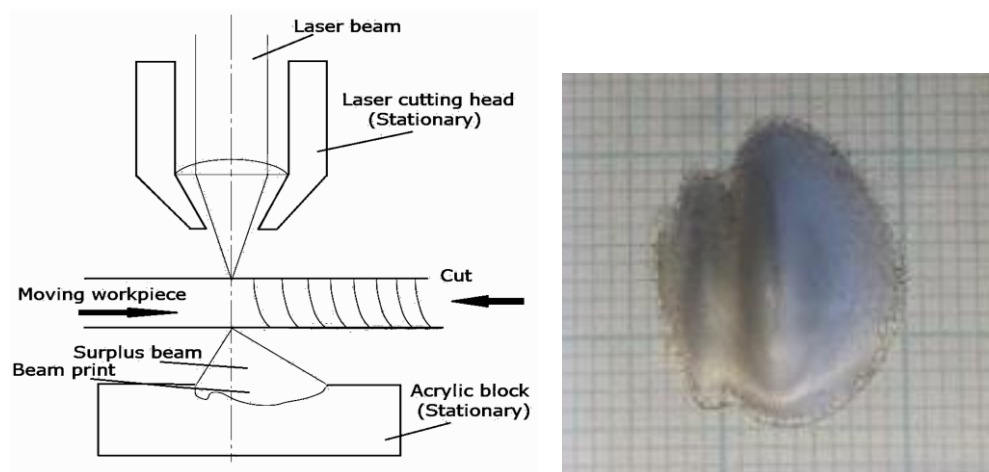 Laser beam
Laser cutting head
(Stationary)
Cut
Moving workpiece
Surplus beam
Beam print
Acrylic block
(Stationary)